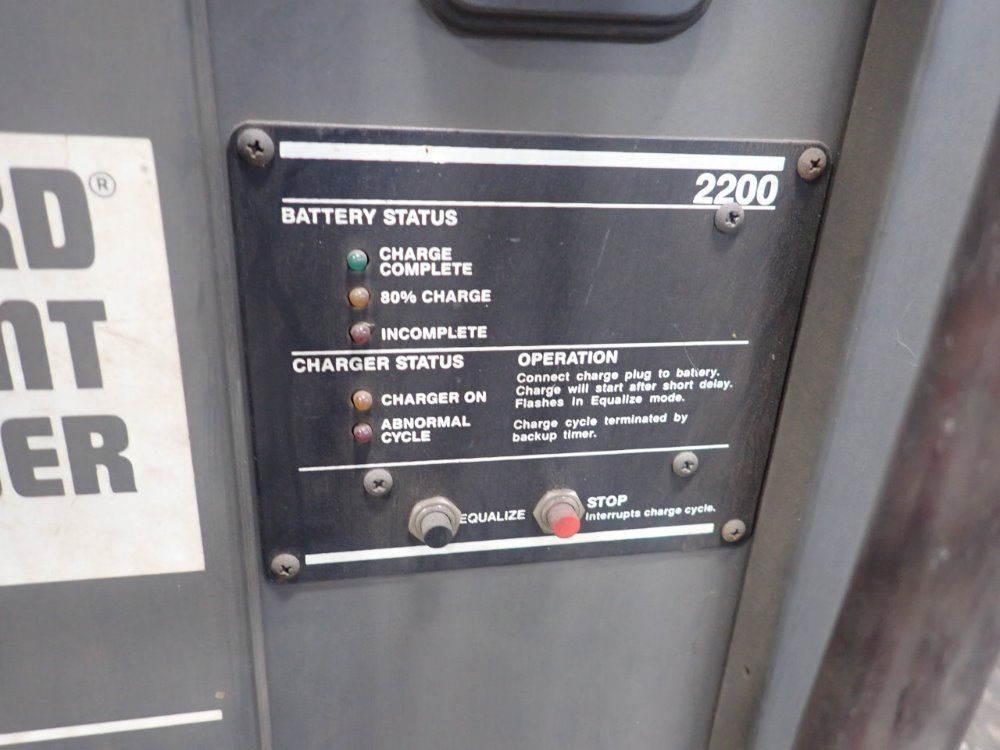 RD®
NT
ER
2200
BATTERY STATUS
CHARGE
COMPLETE
80% CHARGE
INCOMPLETE
CHARGER STATUS
CHARGER ON
ABNORMAL
CYCLE
OPERATION
Connect charge plug to battery.
Charge will start after short delay.
Flashes in Equalize mode.
Charge cycle terminated by
backup timer.
EQUALIZE
STOP
Interrupts charge cycle.